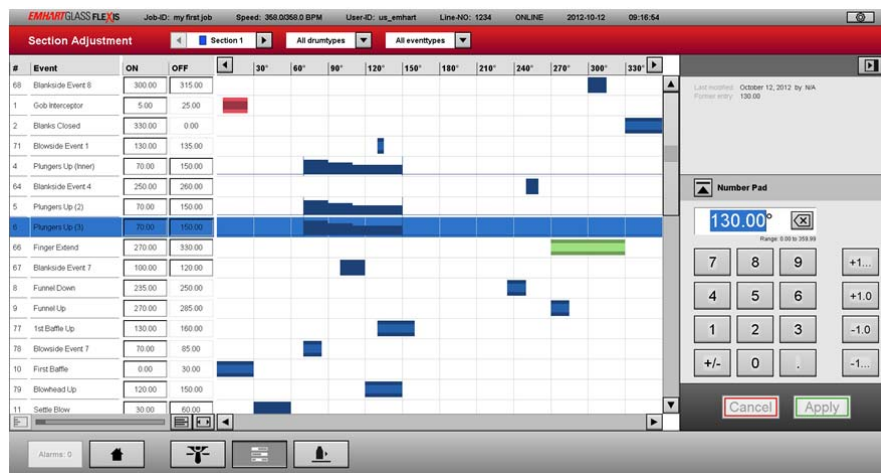 EMHARTGLASS FLEXIS Job-ID: my first job Speed: 358.0/358.0 BPM User-ID: us_emhart Line-NO: 1234 ONLINE 2012-10-12 09:16:54
Section Adjustment Section 1 All drumtypes All eventtypes
# Event ON OFF 30° 60° 90° 120° 150° 180° 210° 240° 270° 300° 330°
68 Blankside Event 8 300.00 315.00
1 Gob Interceptor 5.00 25.00
2 Blanks Closed 330.00 0.00
71 Blowside Event 1 130.00 135.00
4 Plungers Up (Inner) 70.00 150.00
64 Blankside Event 4 250.00 260.00
5 Plungers Up (2) 70.00 150.00
6 Plungers Up (3) 70.00 150.00
66 Finger Extend 270.00 330.00
67 Blankside Event 7 100.00 120.00
8 Funnel Down 235.00 250.00
9 Funnel Up 270.00 285.00
77 1st Baffle Up 130.00 160.00
78 Blowside Event 7 70.00 85.00
10 First Baffle 0.00 30.00
79 Blowhead Up 120.00 150.00
11 Settle Blow 30.00 60.00
Last modified: October 12, 2012 by N/A
Former entry: 130.00
Number Pad
130.00°
Range: 0.00 to 359.99
7 8 9 +1...
4 5 6 +1.0
1 2 3 -1.0
+/- 0 . -1...
Cancel Apply
Alarms: 0